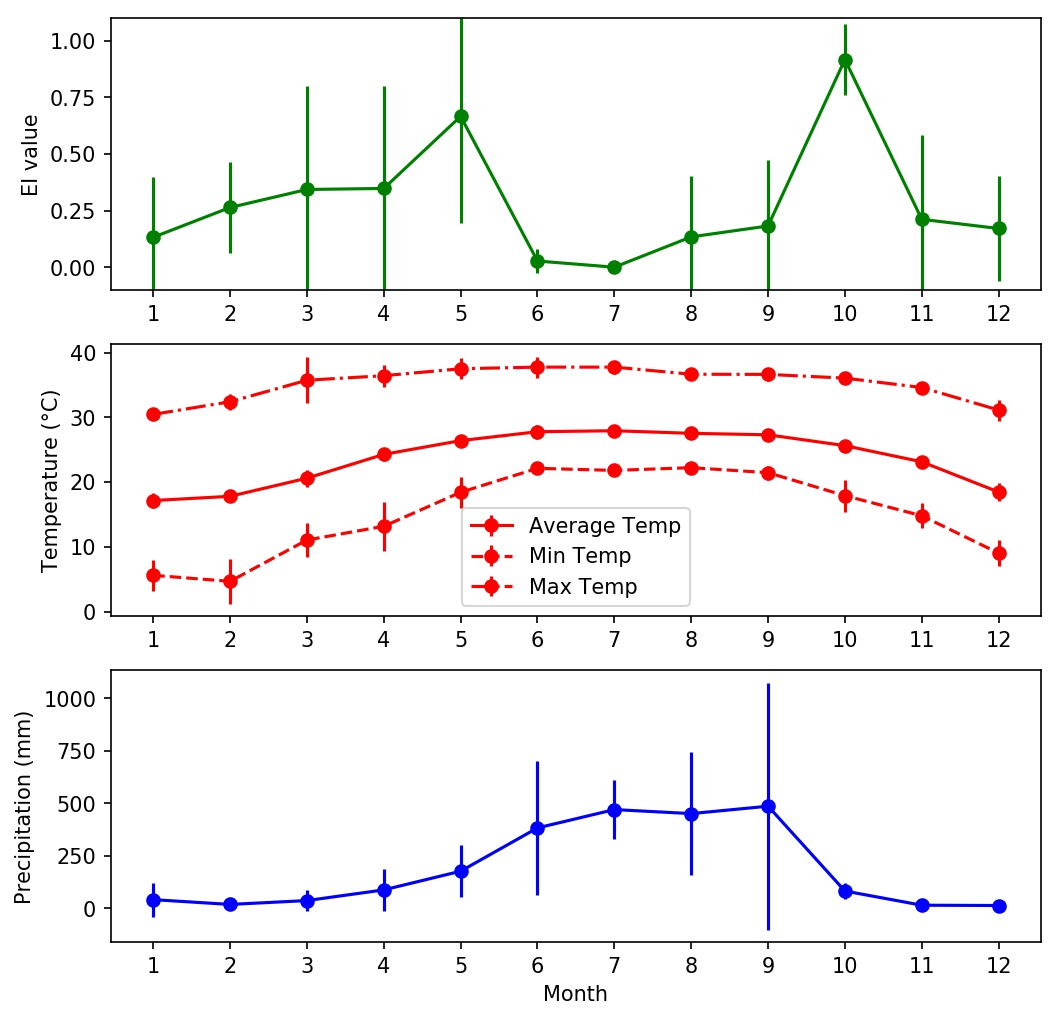 EI value
1.00
0.75
0.50
0.25
0.00
1 2 3 4 5 6 7 8 9 10 11 12
Temperature (°C)
40
30
20
10
0
Average Temp
Min Temp
Max Temp
1 2 3 4 5 6 7 8 9 10 11 12
Precipitation (mm)
1000
750
500
250
0
1 2 3 4 5 6 7 8 9 10 11 12
Month